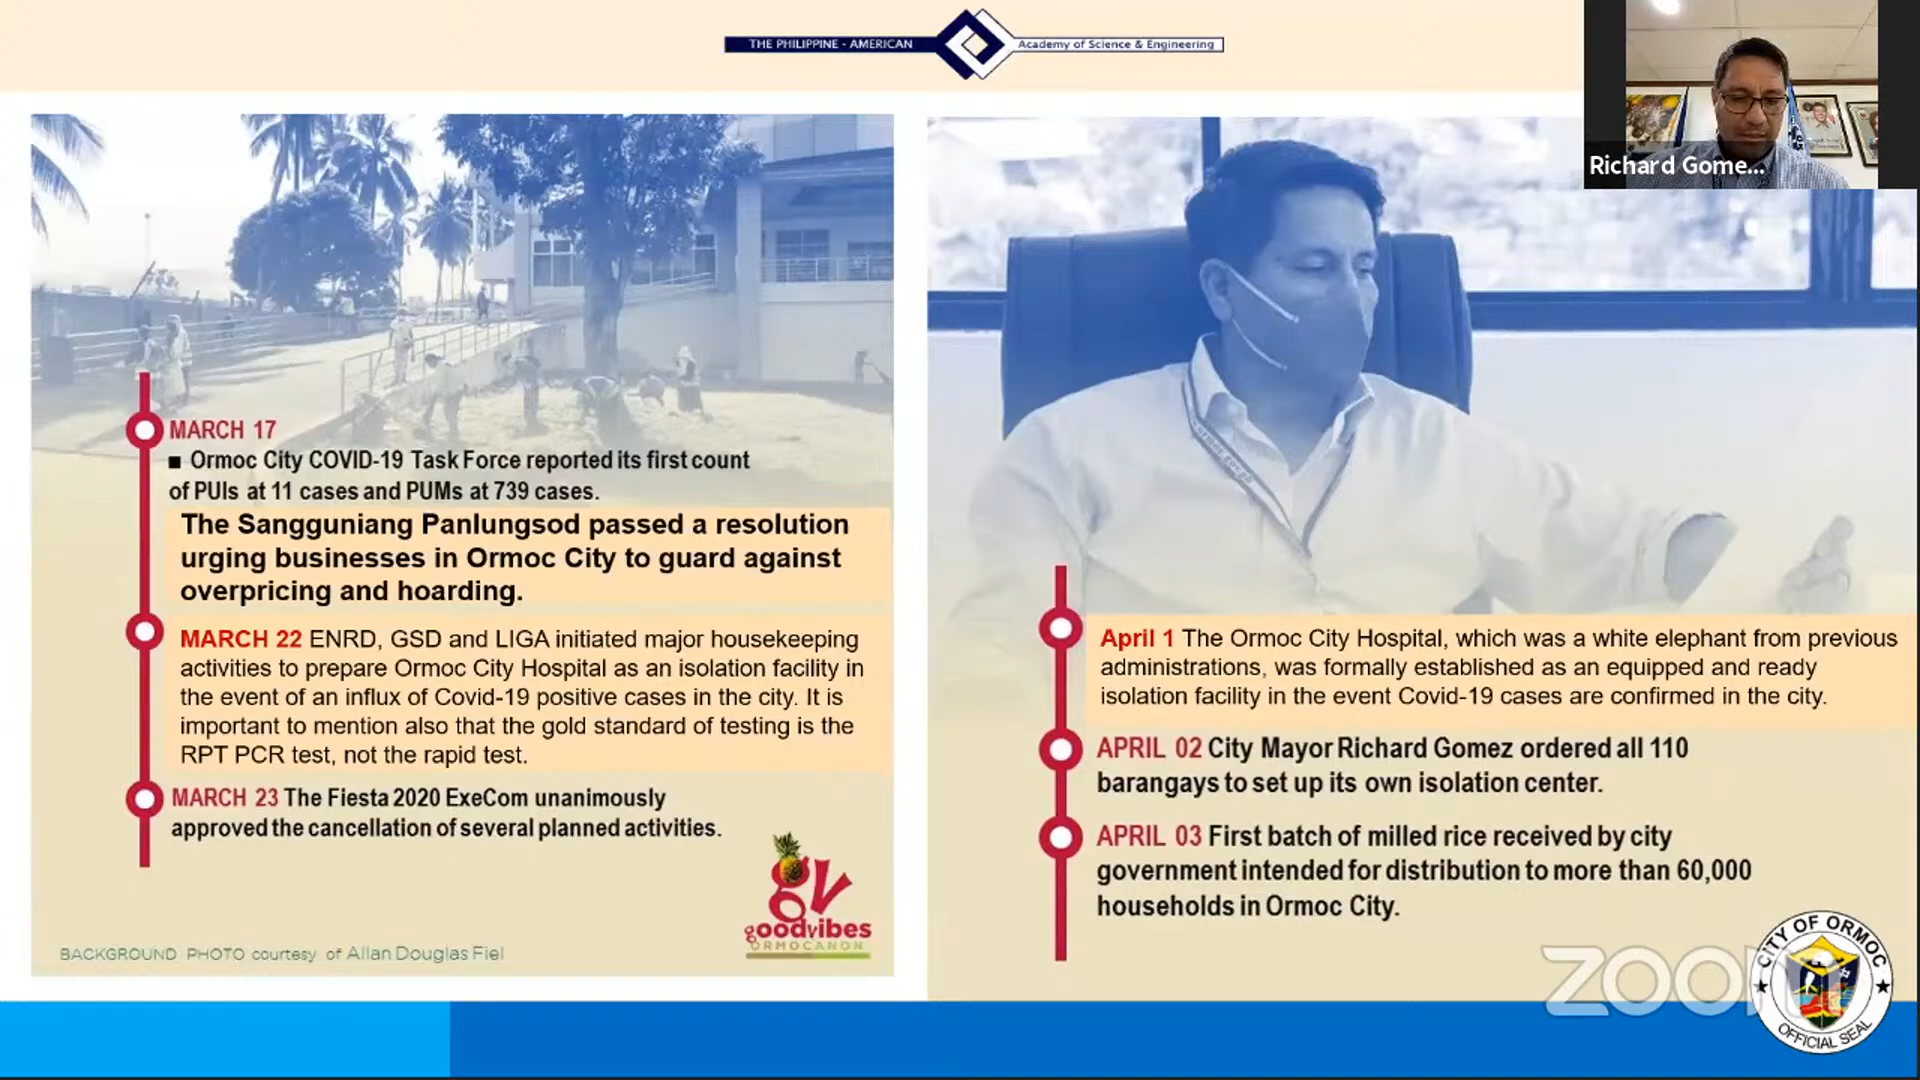 THE PHILIPPINE - AMERICAN
Academy of Science & Engineering
Richard Gome...
MARCH 17
■ Ormoc City COVID-19 Task Force reported its first count
of PUIs at 11 cases and PUMs at 739 cases.
The Sangguniang Panlungsod passed a resolution
urging businesses in Ormoc City to guard against
overpricing and hoarding.
MARCH 22 ENRD, GSD and LIGA initiated major housekeeping
activities to prepare Ormoc City Hospital as an isolation facility in
the event of an influx of Covid-19 positive cases in the city. It is
important to mention also that the gold standard of testing is the
RPT PCR test, not the rapid test.
MARCH 23 The Fiesta 2020 ExeCom unanimously
approved the cancellation of several planned activities.
gv
goodvibes
ORMOCANON
BACKGROUND PHOTO courtesy of Allan Douglas Fiel
April 1 The Ormoc City Hospital, which was a white elephant from previous
administrations, was formally established as an equipped and ready
isolation facility in the event Covid-19 cases are confirmed in the city.
APRIL 02 City Mayor Richard Gomez ordered all 110
barangays to set up its own isolation center.
APRIL 03 First batch of milled rice received by city
government intended for distribution to more than 60,000
households in Ormoc City.
zoom
CITY OF ORMOC
OFFICIAL SEAL